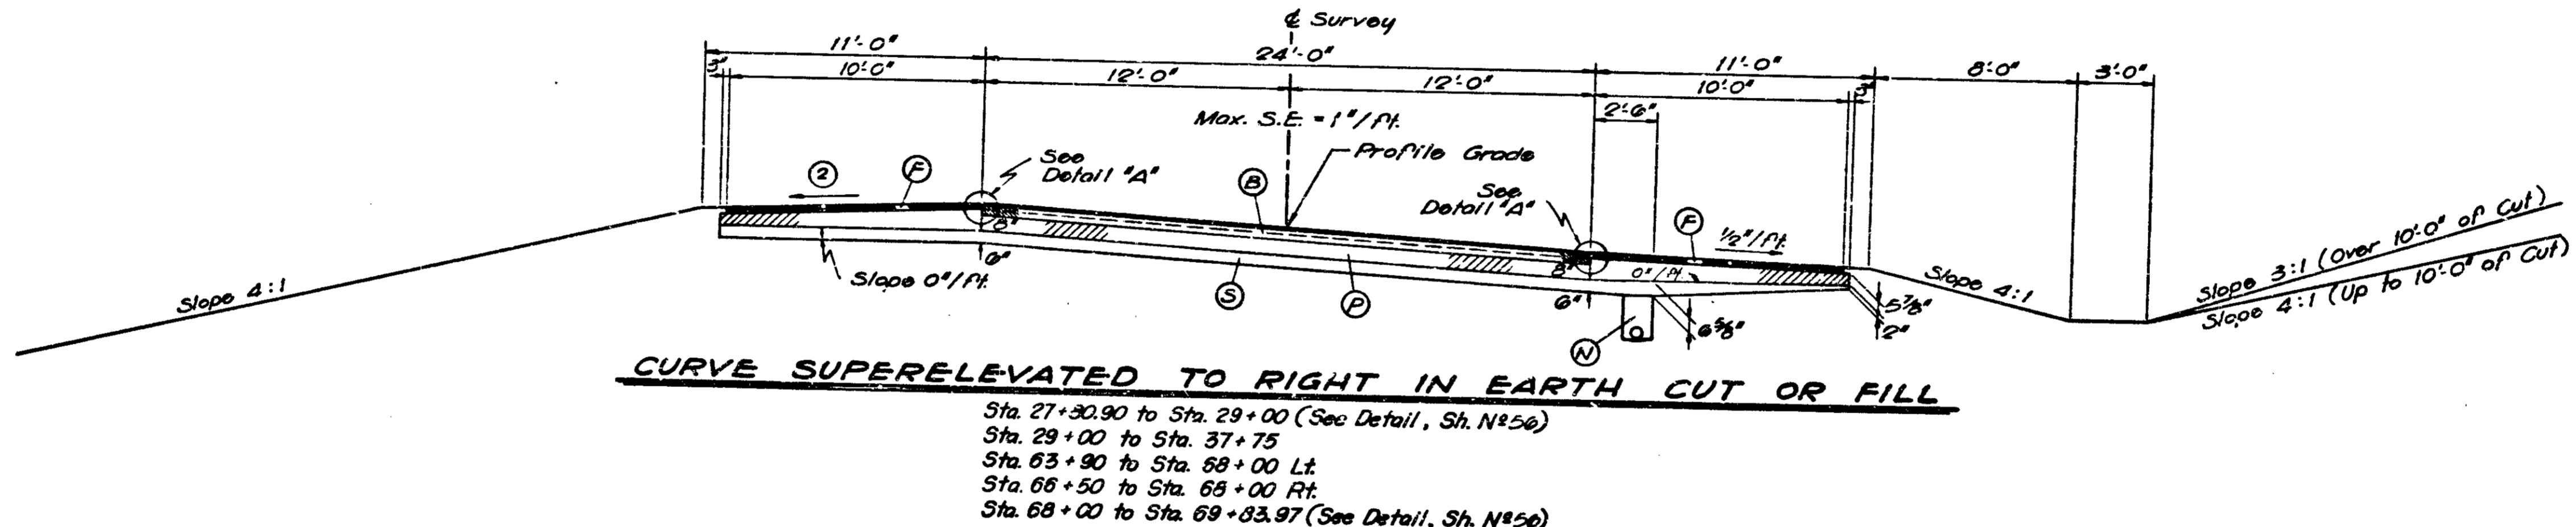 ℄ Survey
11'-0" 24'-0" 11'-0" 8'-0" 3'-0"
3" 10'-0" 12'-0" 12'-0" 10'-0" 3"
2'-6"
Max. S.E. = 1"/Ft.
Profile Grade
See
Detail "A"
See
Detail "A"
2 F B F
1/2"/Ft.
8"
8"
0"/Ft.
6"
6"
Slope 0"/Ft.
S P N
6 5/8"
5 7/8"
2"
Slope 4:1
Slope 4:1
Slope 3:1 (Over 10'-0" of Cut)
Slope 4:1 (Up to 10'-0" of Cut)
CURVE SUPERELEVATED TO RIGHT IN EARTH CUT OR FILL
Sta. 27+30.90 to Sta. 29+00 (See Detail, Sh. Nº56)
Sta. 29+00 to Sta. 37+75
Sta. 63+90 to Sta. 68+00 Lt.
Sta. 66+50 to Sta. 68+00 Rt.
Sta. 68+00 to Sta. 69+83.97 (See Detail, Sh. Nº56)